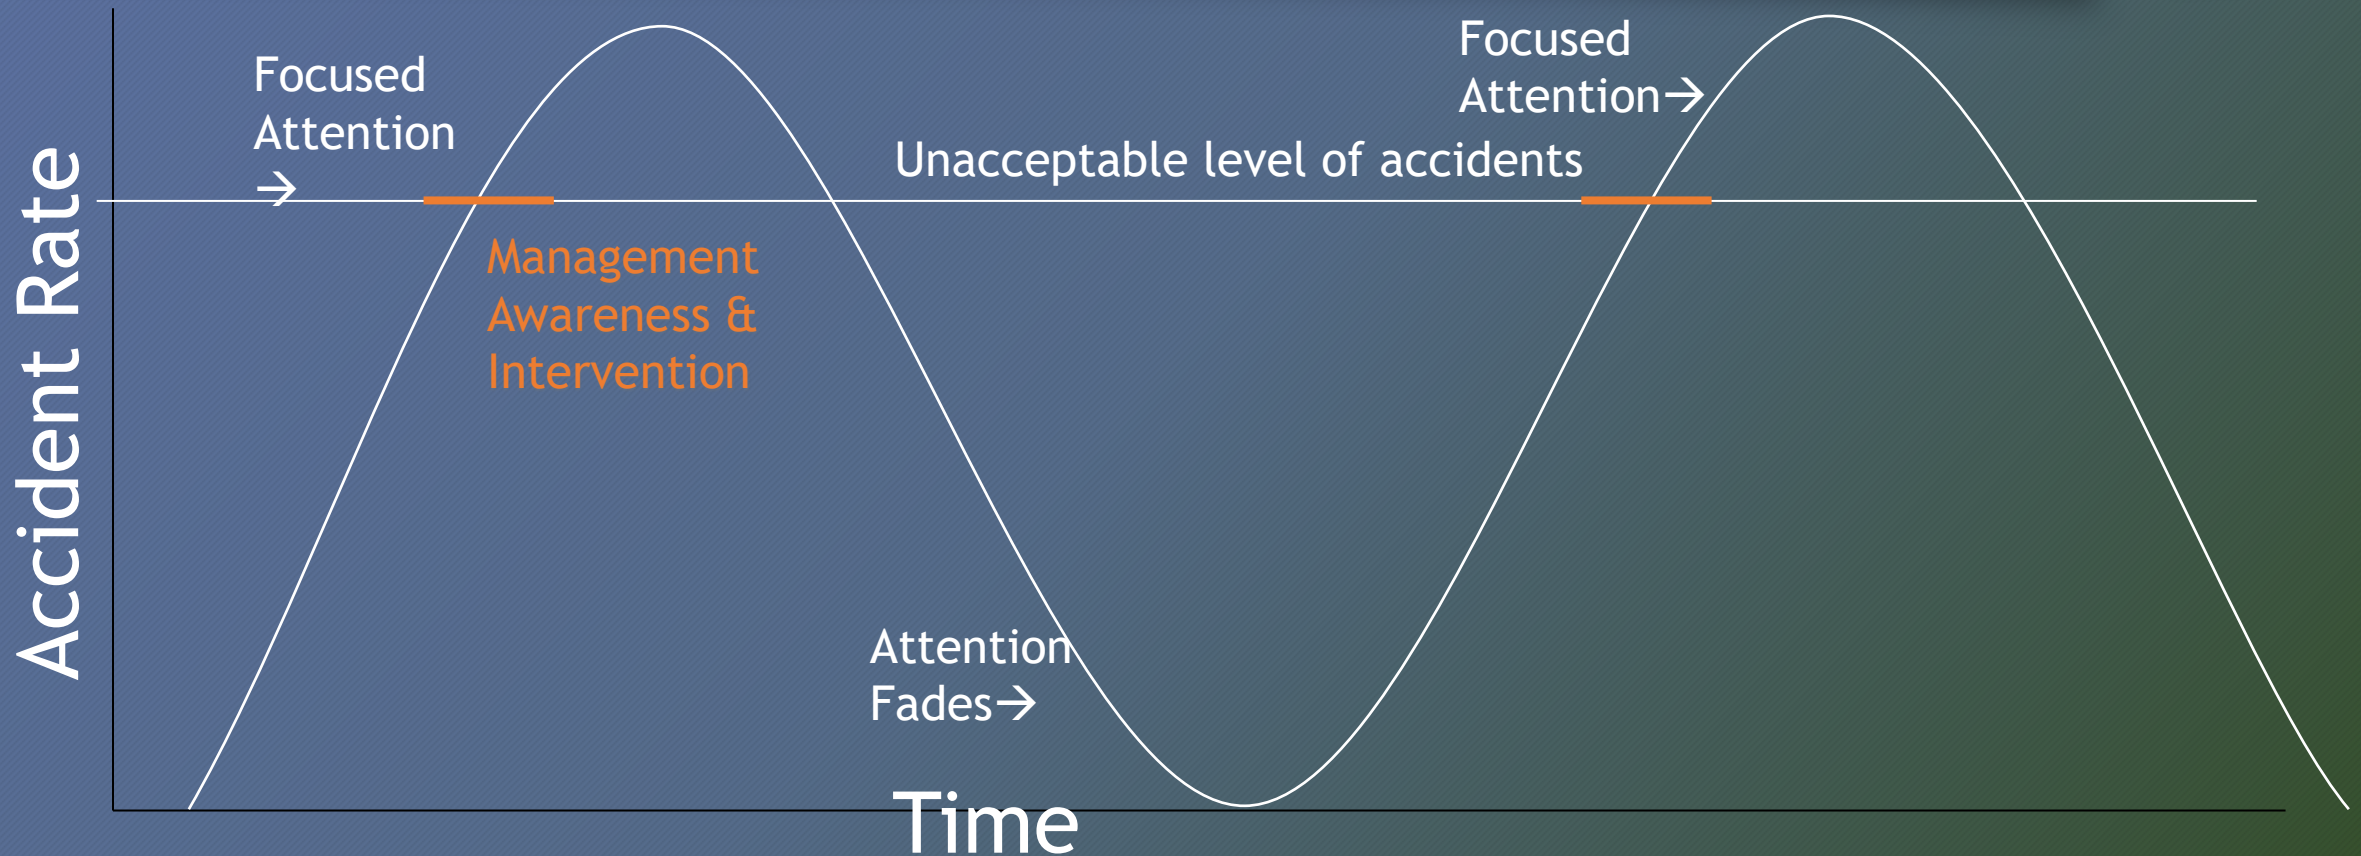 Focused
Attention
→
Focused
Attention→
Unacceptable level of accidents
Management
Awareness &
Intervention
Accident Rate
Attention
Fades→
Time